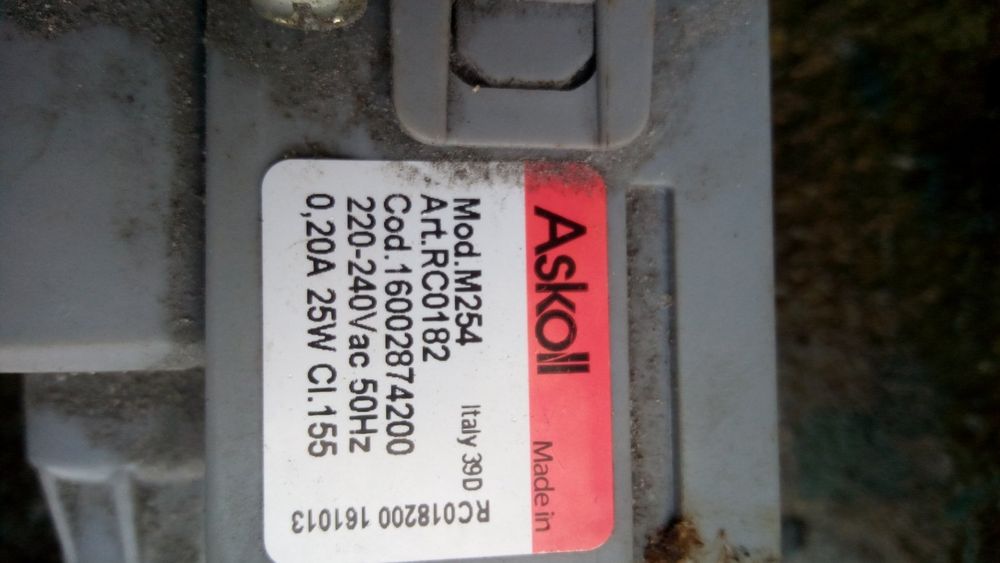 Askoll Made in
Mod.M254 Italy 39D
Art.RC0182
Cod.16002874200
220-240Vac 50Hz
0,20A 25W Cl.155
RC018200 161013